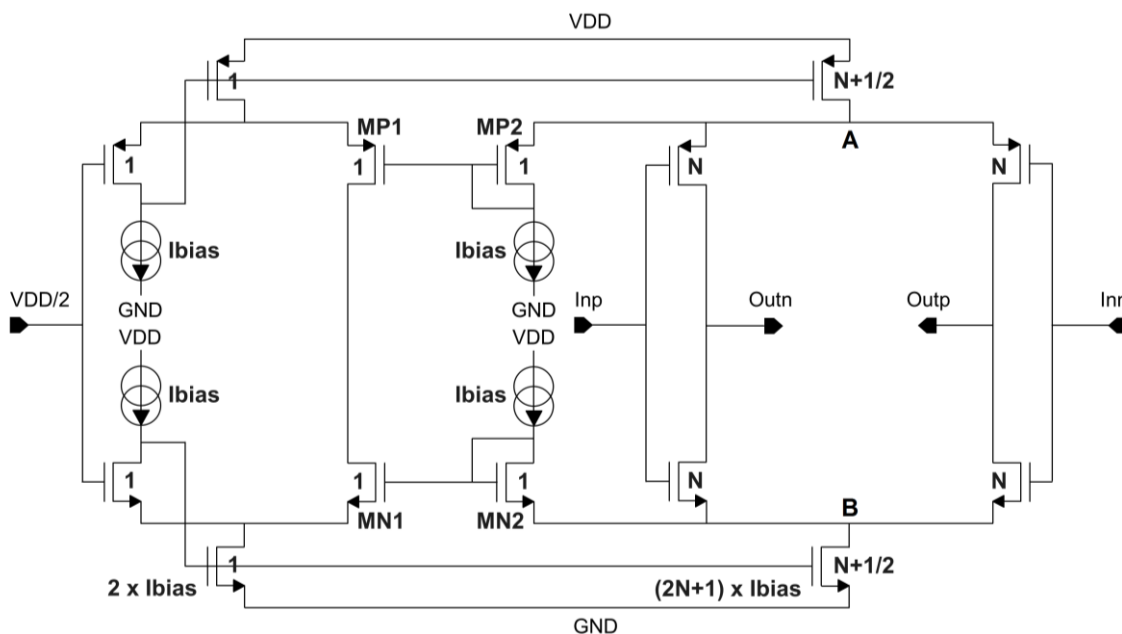 VDD
1
N+1/2
MP1
MP2
A
1
1
1
N
N
Ibias
Ibias
VDD/2
GND
GND
Inp
Outn
Outp
Inn
VDD
VDD
Ibias
Ibias
1
1
1
N
N
MN1
MN2
B
1
N+1/2
2 x Ibias
(2N+1) x Ibias
GND